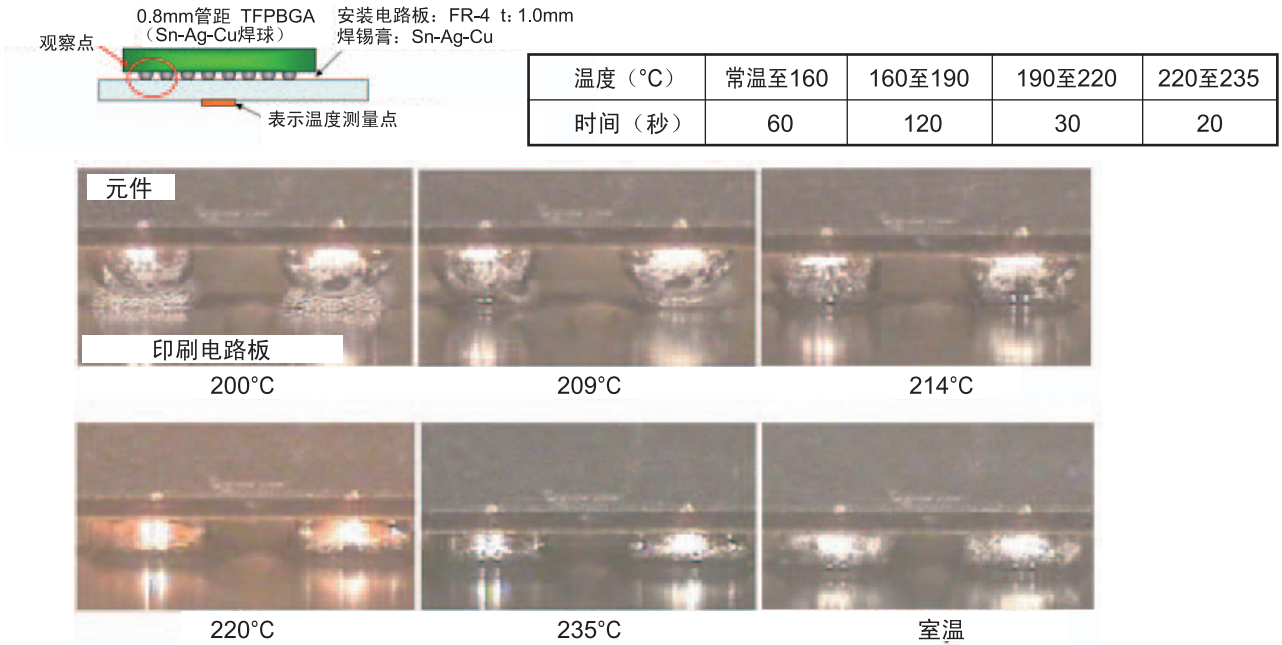 0.8mm管距 TFPBGA
（Sn-Ag-Cu焊球）
安装电路板：FR-4 t：1.0mm
焊锡膏：Sn-Ag-Cu
观察点
表示温度测量点
温度（°C） 常温至160 160至190 190至220 220至235
时间（秒） 60 120 30 20
元件
印刷电路板
200°C 209°C 214°C
220°C 235°C 室温